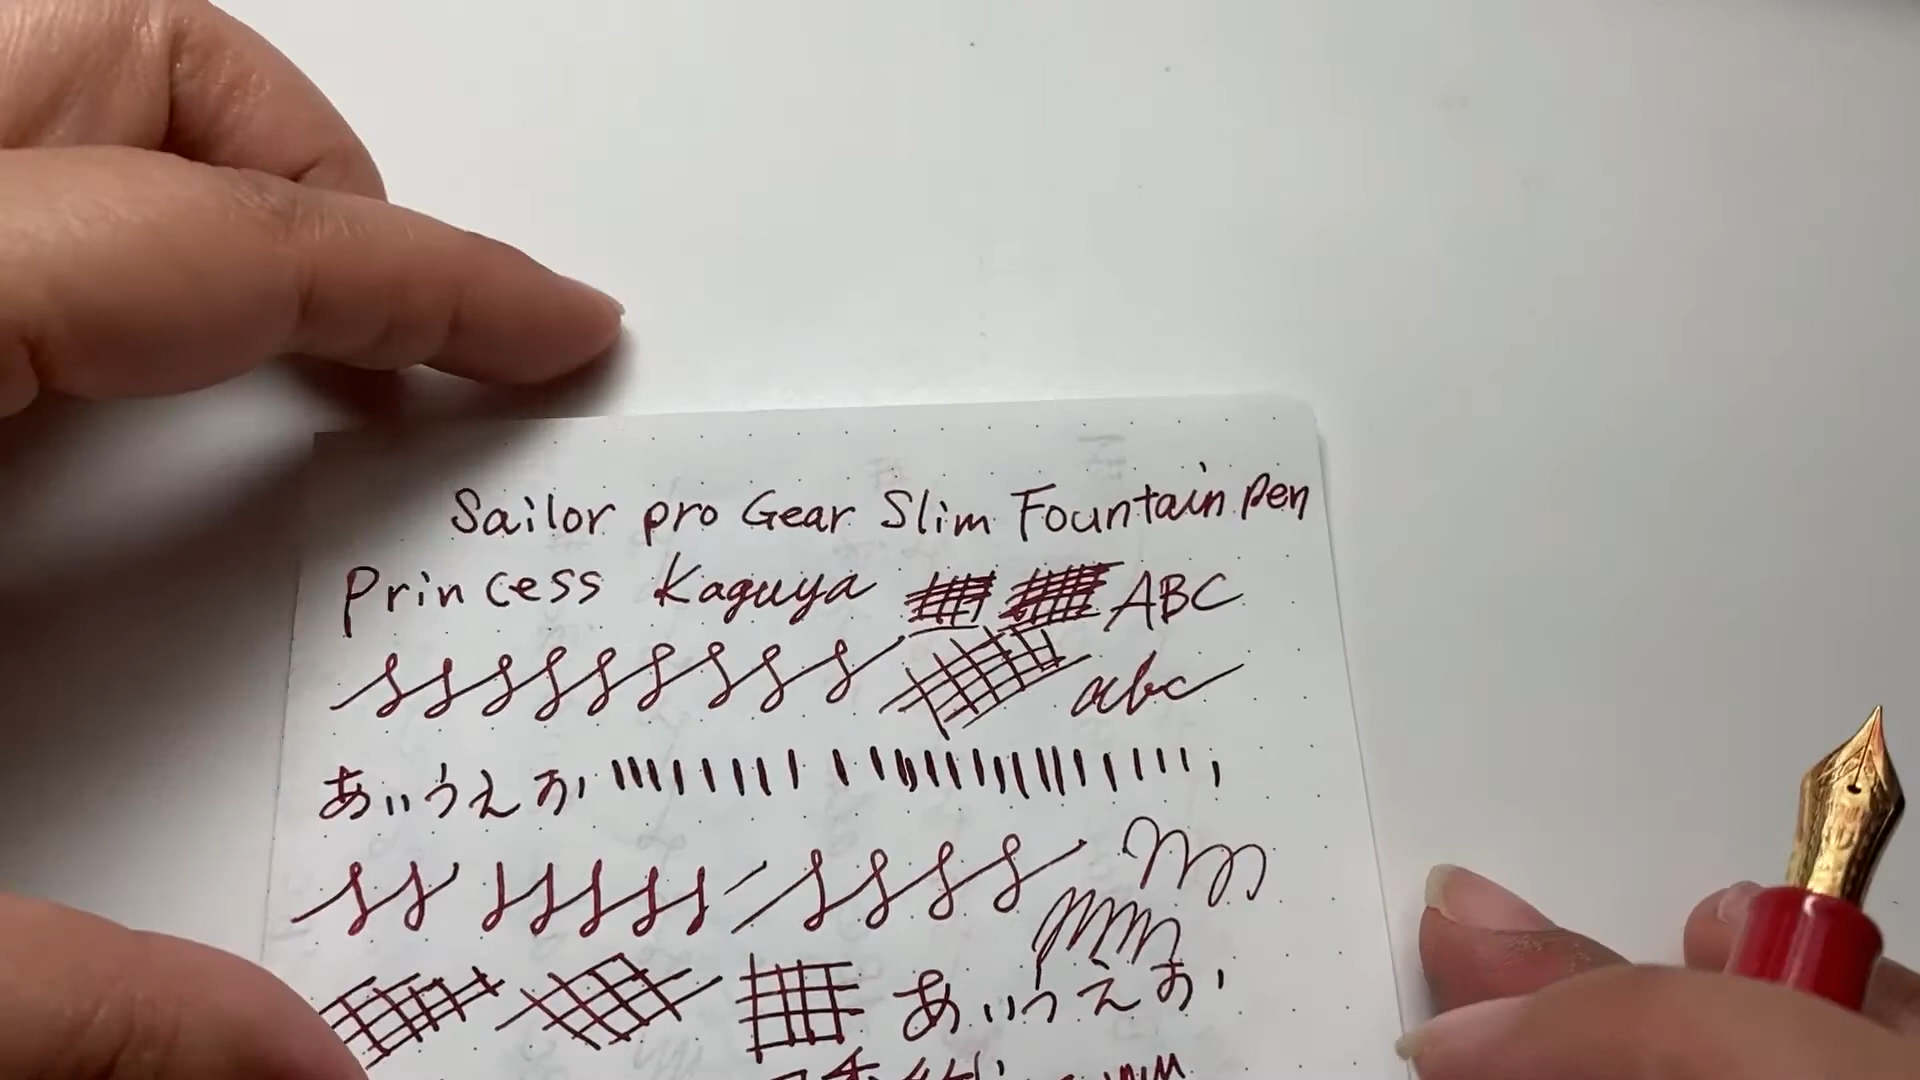 Sailor pro Gear Slim Fountain Pen
Princess Kaguya ABC
abc
あいうえお
あいうえお